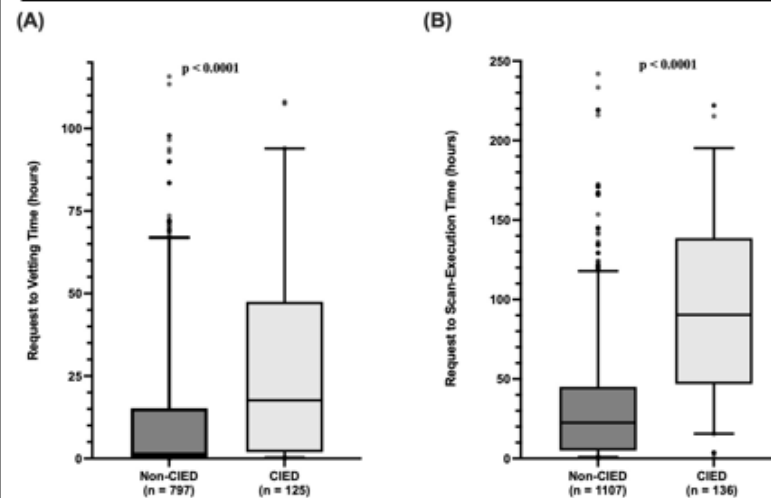 (A)
p < 0.0001
Request to Vetting Time (hours)
100
75
50
25
0
Non-CIED
(n = 797)
CIED
(n = 125)
(B)
p < 0.0001
Request to Scan-Execution Time (hours)
250
200
150
100
50
0
Non-CIED
(n = 1107)
CIED
(n = 136)